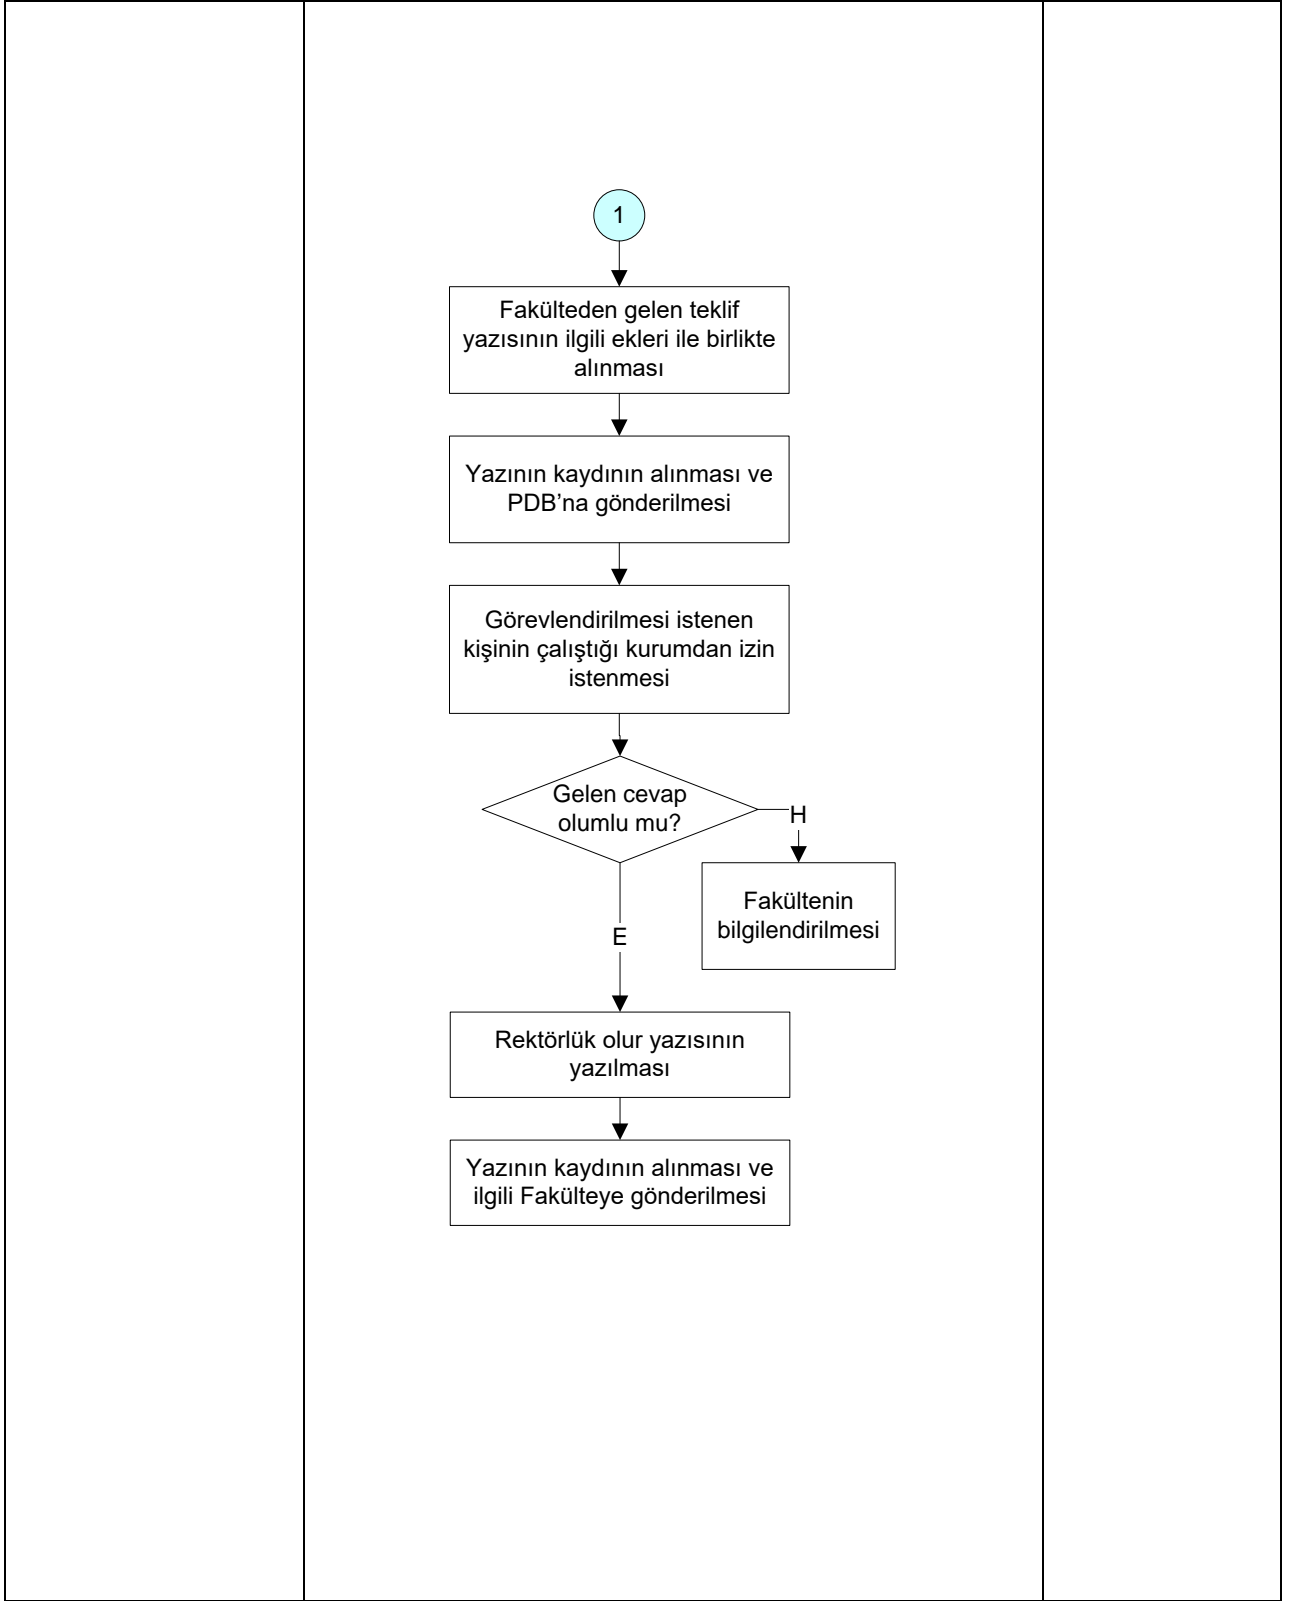 1
Fakülteden gelen teklif
yazısının ilgili ekleri ile birlikte
alınması
Yazının kaydının alınması ve
PDB’na gönderilmesi
Görevlendirilmesi istenen
kişinin çalıştığı kurumdan izin
istenmesi
Gelen cevap
olumlu mu?
H
Fakültenin
bilgilendirilmesi
E
Rektörlük olur yazısının
yazılması
Yazının kaydının alınması ve
ilgili Fakülteye gönderilmesi